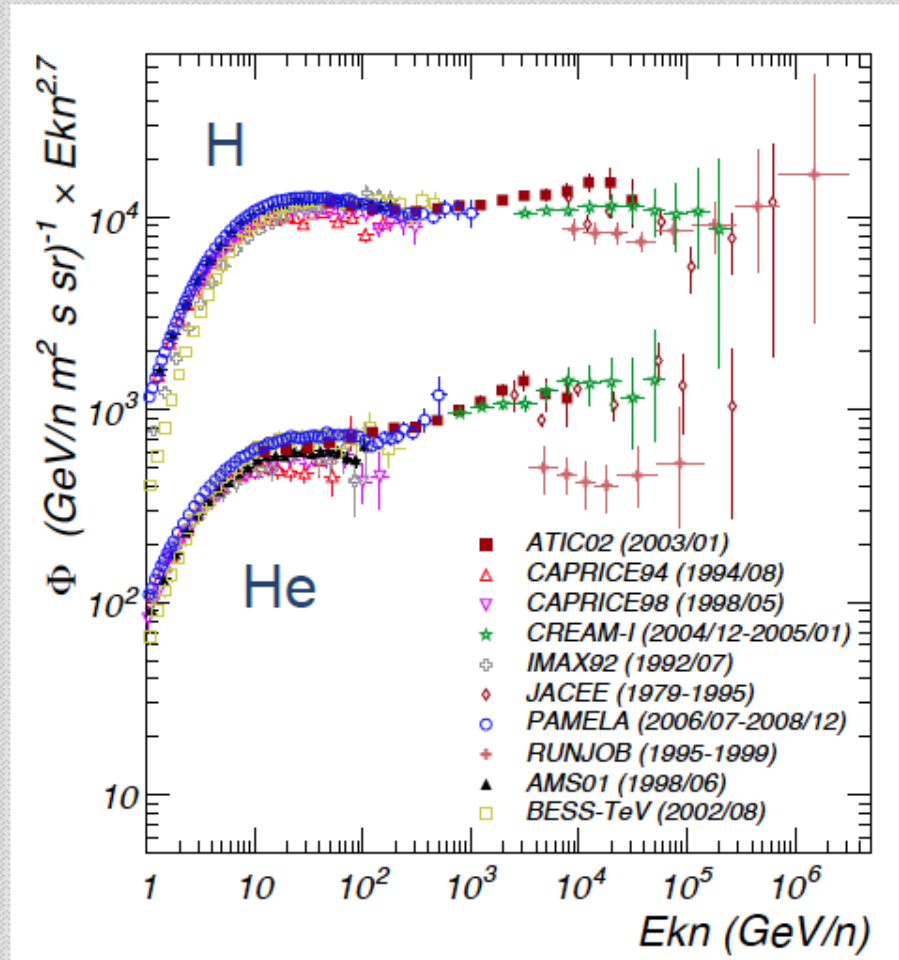 Φ (GeV/n m² s sr)⁻¹ × Ekn²·⁷
H
He
10⁴
10³
10²
10
ATIC02 (2003/01)
CAPRICE94 (1994/08)
CAPRICE98 (1998/05)
CREAM-I (2004/12-2005/01)
IMAX92 (1992/07)
JACEE (1979-1995)
PAMELA (2006/07-2008/12)
RUNJOB (1995-1999)
AMS01 (1998/06)
BESS-TeV (2002/08)
1 10 10² 10³ 10⁴ 10⁵ 10⁶
Ekn (GeV/n)